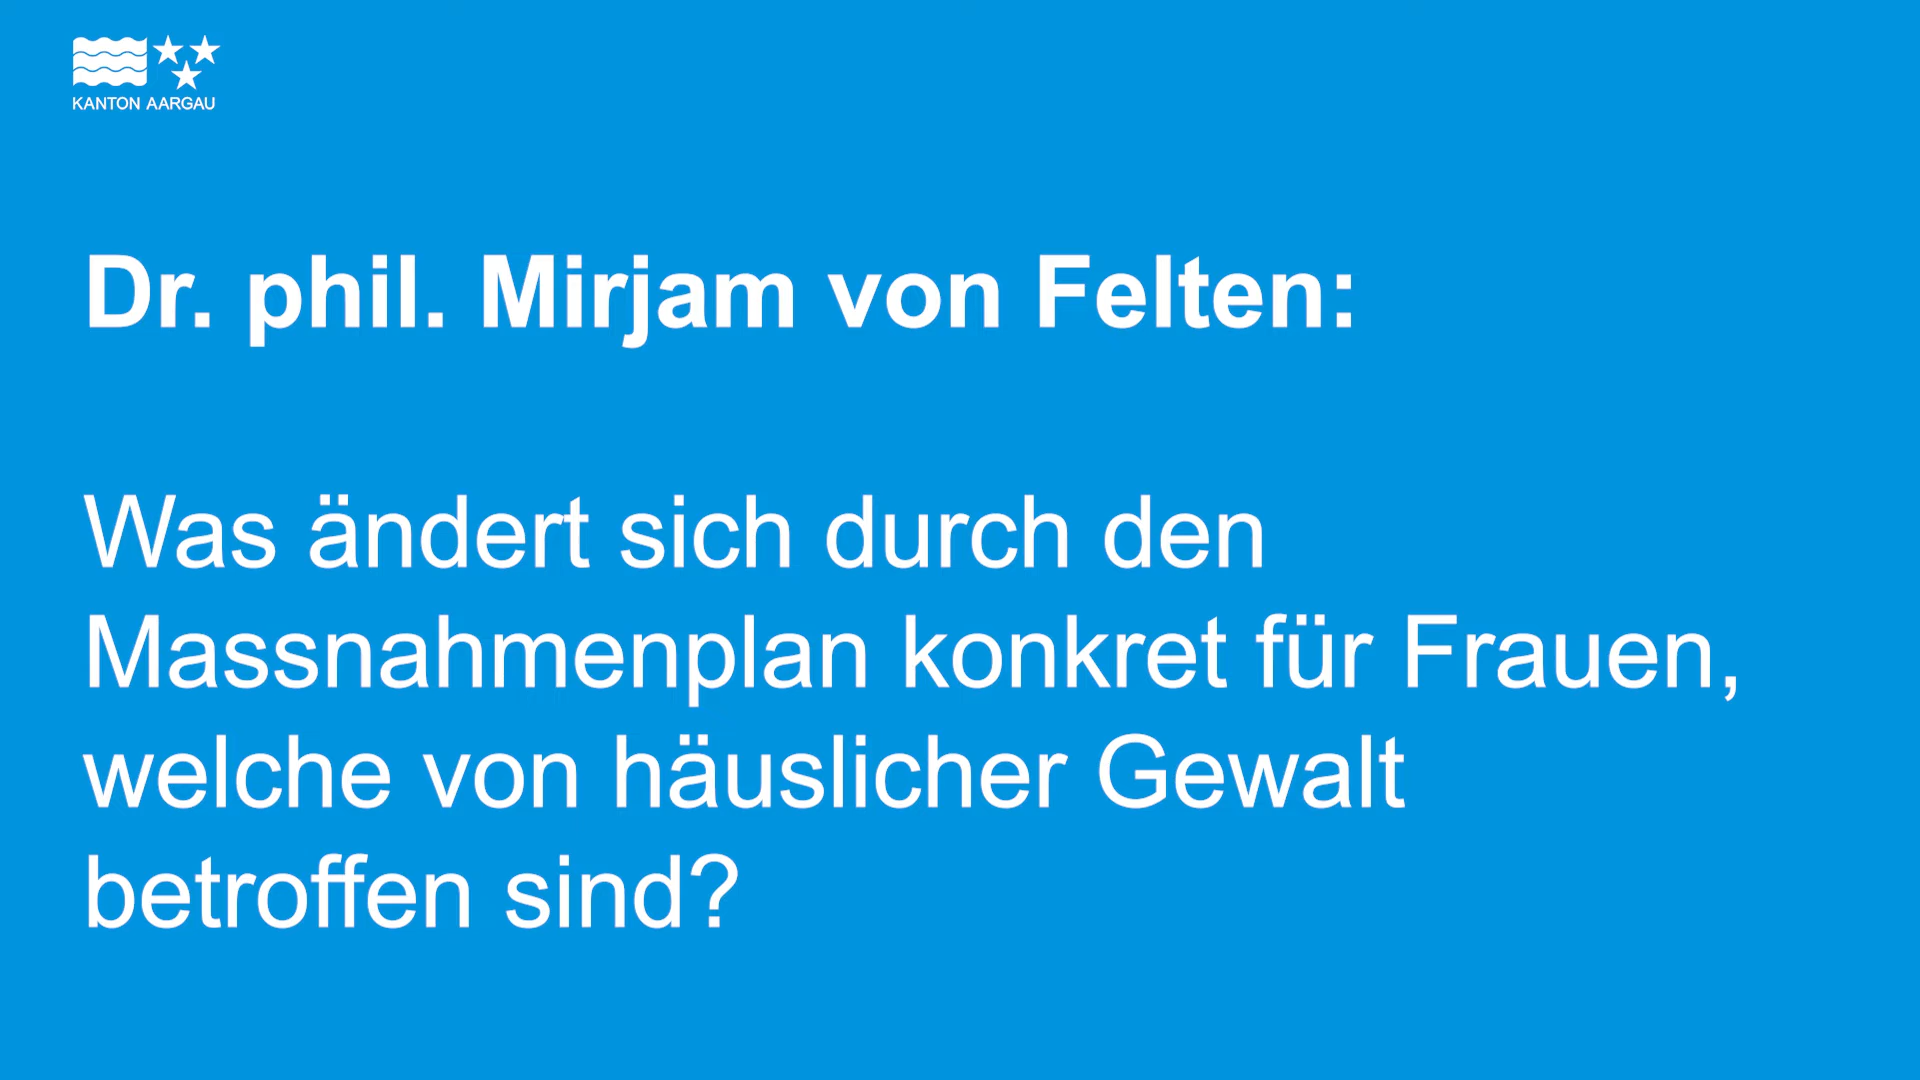 KANTON AARGAU
Dr. phil. Mirjam von Felten:
Was ändert sich durch den
Massnahmenplan konkret für Frauen,
welche von häuslicher Gewalt
betroffen sind?